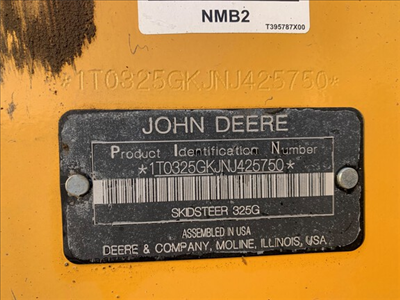 NMB2
T395787X00
*1T0325GKJNJ425750*
JOHN DEERE
Product Identification Number
*1T0325GKJNJ425750*
SKIDSTEER 325G
ASSEMBLED IN USA
DEERE & COMPANY, MOLINE, ILLINOIS, USA